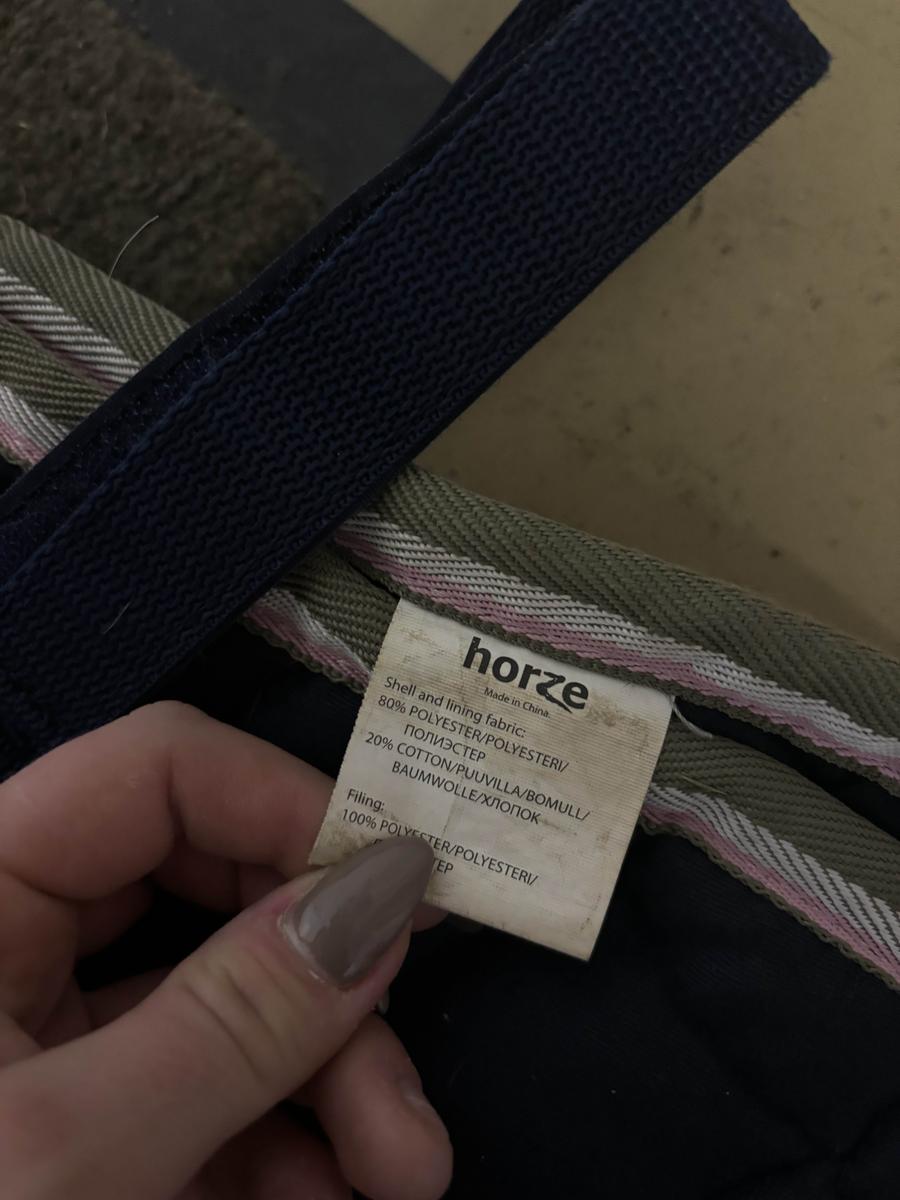 horze
Made in China.
Shell and lining fabric:
80% POLYESTER/POLYESTERI/
ПОЛИЭСТЕР
20% COTTON/PUUVILLA/BOMULL/
BAUMWOLLE/ХЛОПОК
Filing:
100% POLYESTER/POLYESTERI/